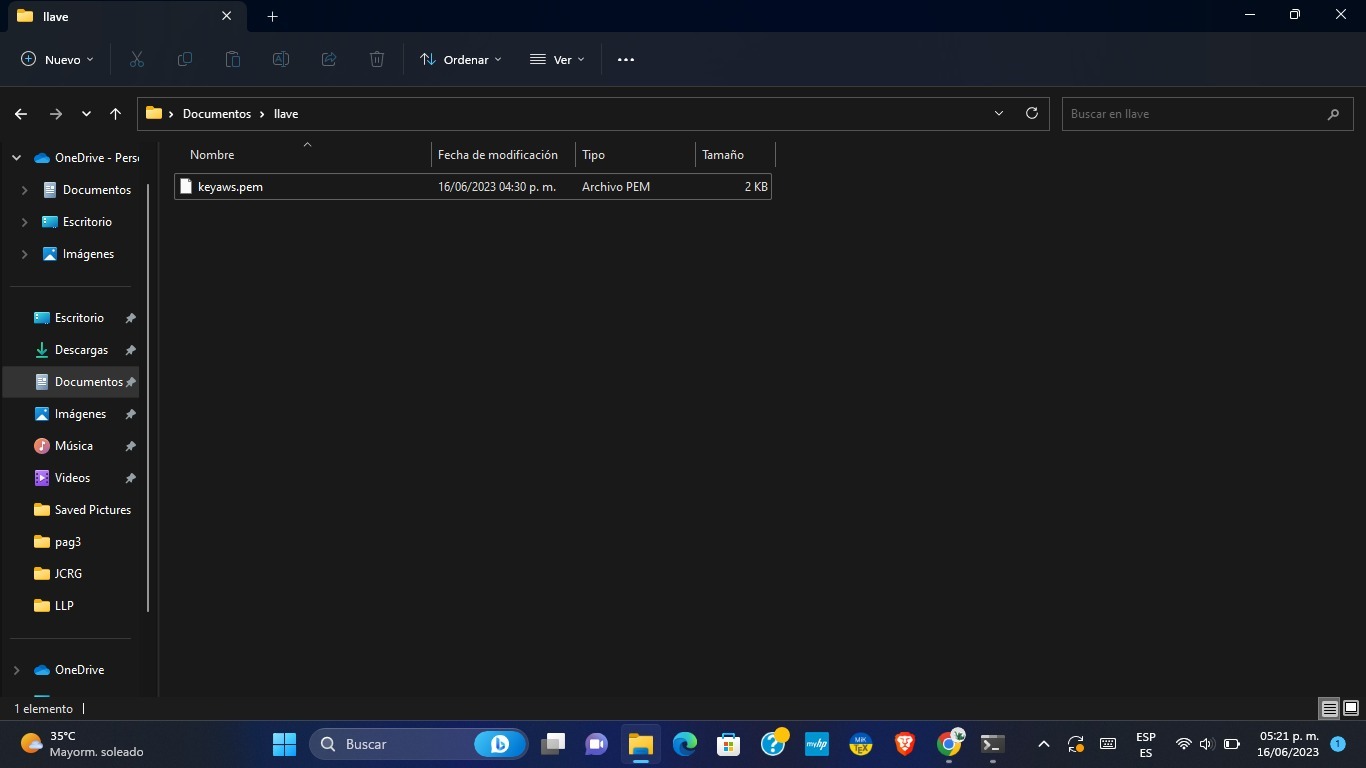 llave
Nuevo
Ordenar
Ver
Documentos
llave
Buscar en llave
OneDrive - Pers
Documentos
Escritorio
Imágenes
Escritorio
Descargas
Documentos
Imágenes
Música
Videos
Saved Pictures
pag3
JCRG
LLP
OneDrive
Nombre
Fecha de modificación
Tipo
Tamaño
keyaws.pem
16/06/2023 04:30 p. m.
Archivo PEM
2 KB
1 elemento
35°C
Mayorm. soleado
Buscar
myhp
MiK
TEX
ESP
ES
05:21 p. m.
16/06/2023
1